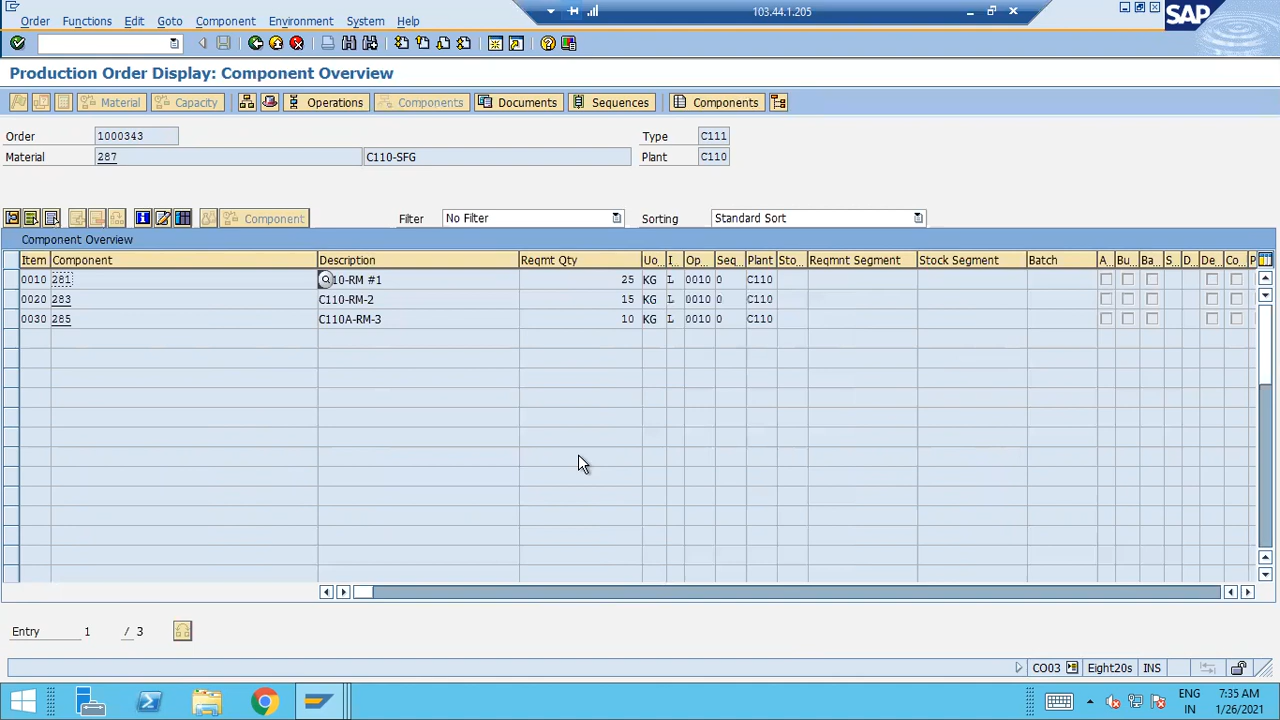 Order Functions Edit Goto Component Environment System Help
103.44.1.205
SAP
Production Order Display: Component Overview
Material Capacity Operations Components Documents Sequences Components
Order 1000343 Type C111
Material 287 C110-SFG Plant C110
Component Filter No Filter Sorting Standard Sort
Component Overview
Item Component Description Reqmt Qty Uo.. I.. Op... Seq.. Plant Sto.. Reqmnt Segment Stock Segment Batch A.. Bu.. Ba.. S.. D.. De.. Co.. P
0010 281 10-RM #1 25 KG L 0010 0 C110
0020 283 C110-RM-2 15 KG L 0010 0 C110
0030 285 C110A-RM-3 10 KG L 0010 0 C110
Entry 1 / 3
CO03 Eight20s INS
ENG 7:35 AM
IN 1/26/2021